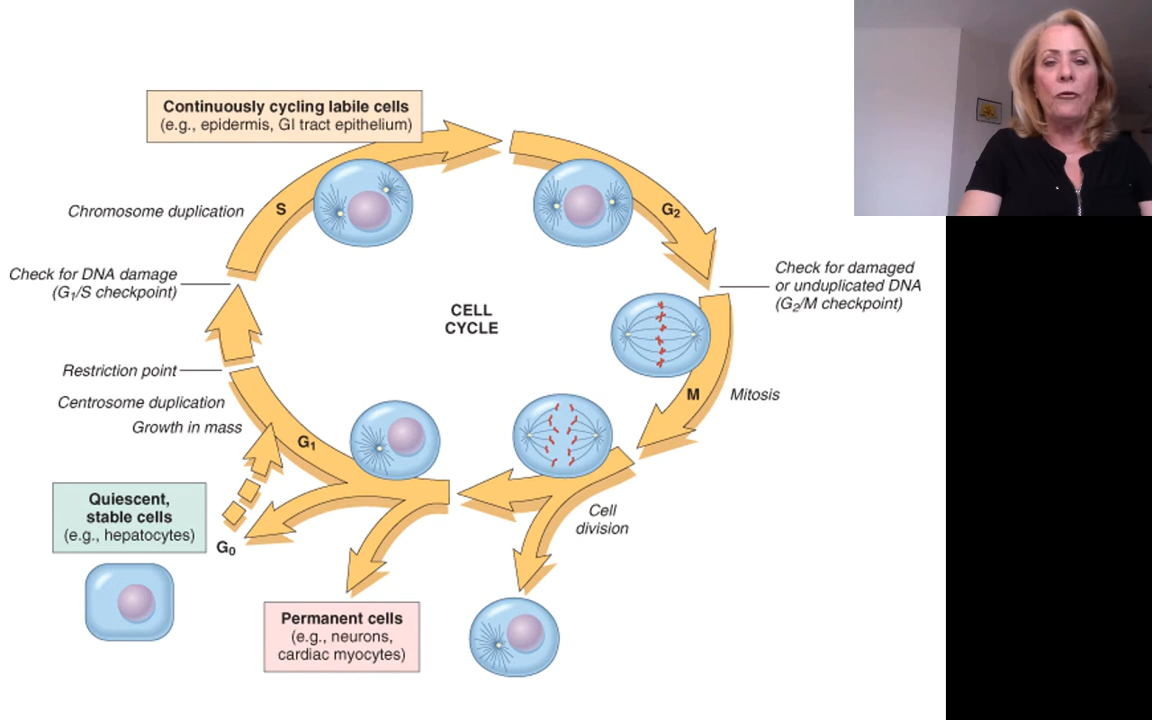 Continuously cycling labile cells
(e.g., epidermis, GI tract epithelium)
S
G₂
Chromosome duplication
Check for DNA damage
(G₁/S checkpoint)
Check for damaged
or unduplicated DNA
(G₂/M checkpoint)
CELL
CYCLE
Restriction point
Centrosome duplication
Growth in mass
M
Mitosis
G₁
Quiescent,
stable cells
(e.g., hepatocytes)
G₀
Cell
division
Permanent cells
(e.g., neurons,
cardiac myocytes)